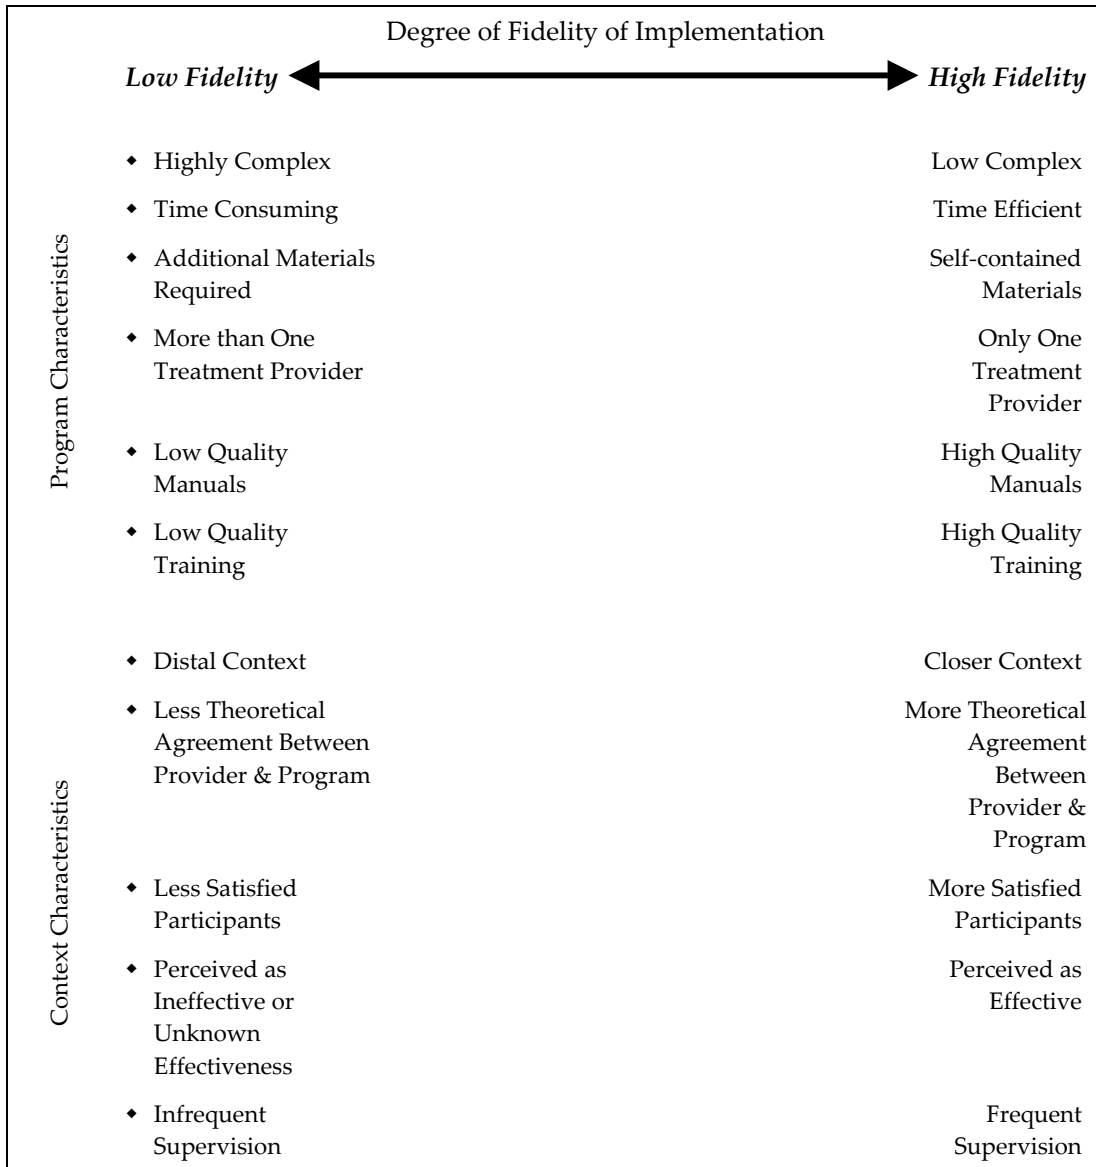 Degree of Fidelity of Implementation
Low Fidelity High Fidelity
Program Characteristics
◆ Highly Complex Low Complex
◆ Time Consuming Time Efficient
◆ Additional Materials Self-contained
Required Materials
◆ More than One Only One
Treatment Provider Treatment
Provider
◆ Low Quality High Quality
Manuals Manuals
◆ Low Quality High Quality
Training Training
Context Characteristics
◆ Distal Context Closer Context
◆ Less Theoretical More Theoretical
Agreement Between Agreement
Provider & Program Between
Provider &
Program
◆ Less Satisfied More Satisfied
Participants Participants
◆ Perceived as Perceived as
Ineffective or Effective
Unknown
Effectiveness
◆ Infrequent Frequent
Supervision Supervision